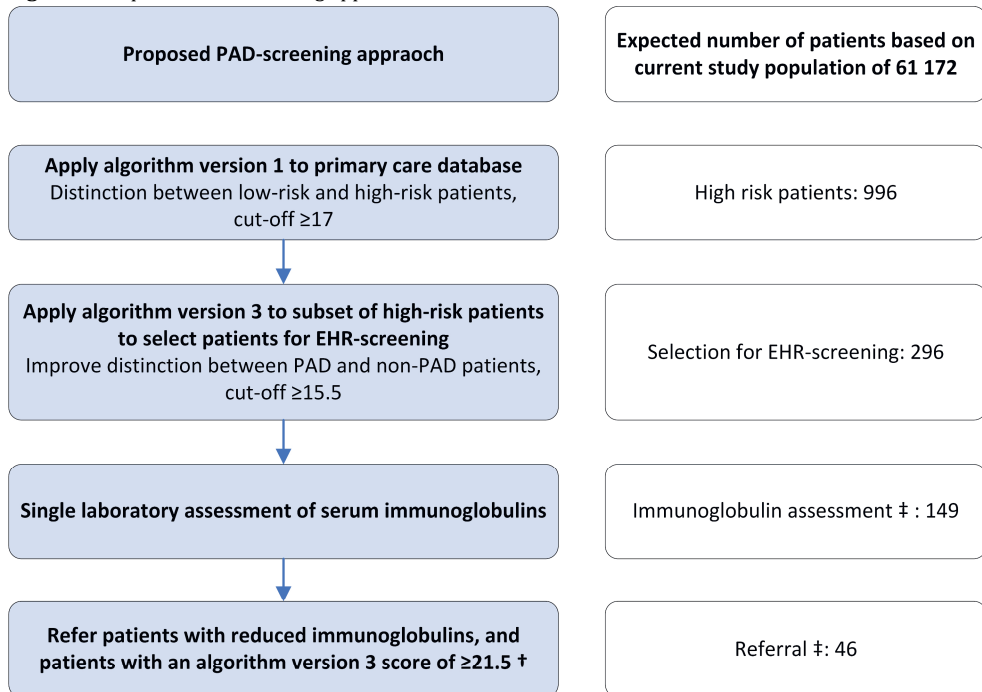 Proposed PAD-screening appraoch
Expected number of patients based on
current study population of 61 172
Apply algorithm version 1 to primary care database
Distinction between low-risk and high-risk patients,
cut-off ≥17
High risk patients: 996
Apply algorithm version 3 to subset of high-risk patients
to select patients for EHR-screening
Improve distinction between PAD and non-PAD patients,
cut-off ≥15.5
Selection for EHR-screening: 296
Single laboratory assessment of serum immunoglobulins
Immunoglobulin assessment ‡ : 149
Refer patients with reduced immunoglobulins, and
patients with an algorithm version 3 score of ≥21.5 †
Referral ‡: 46